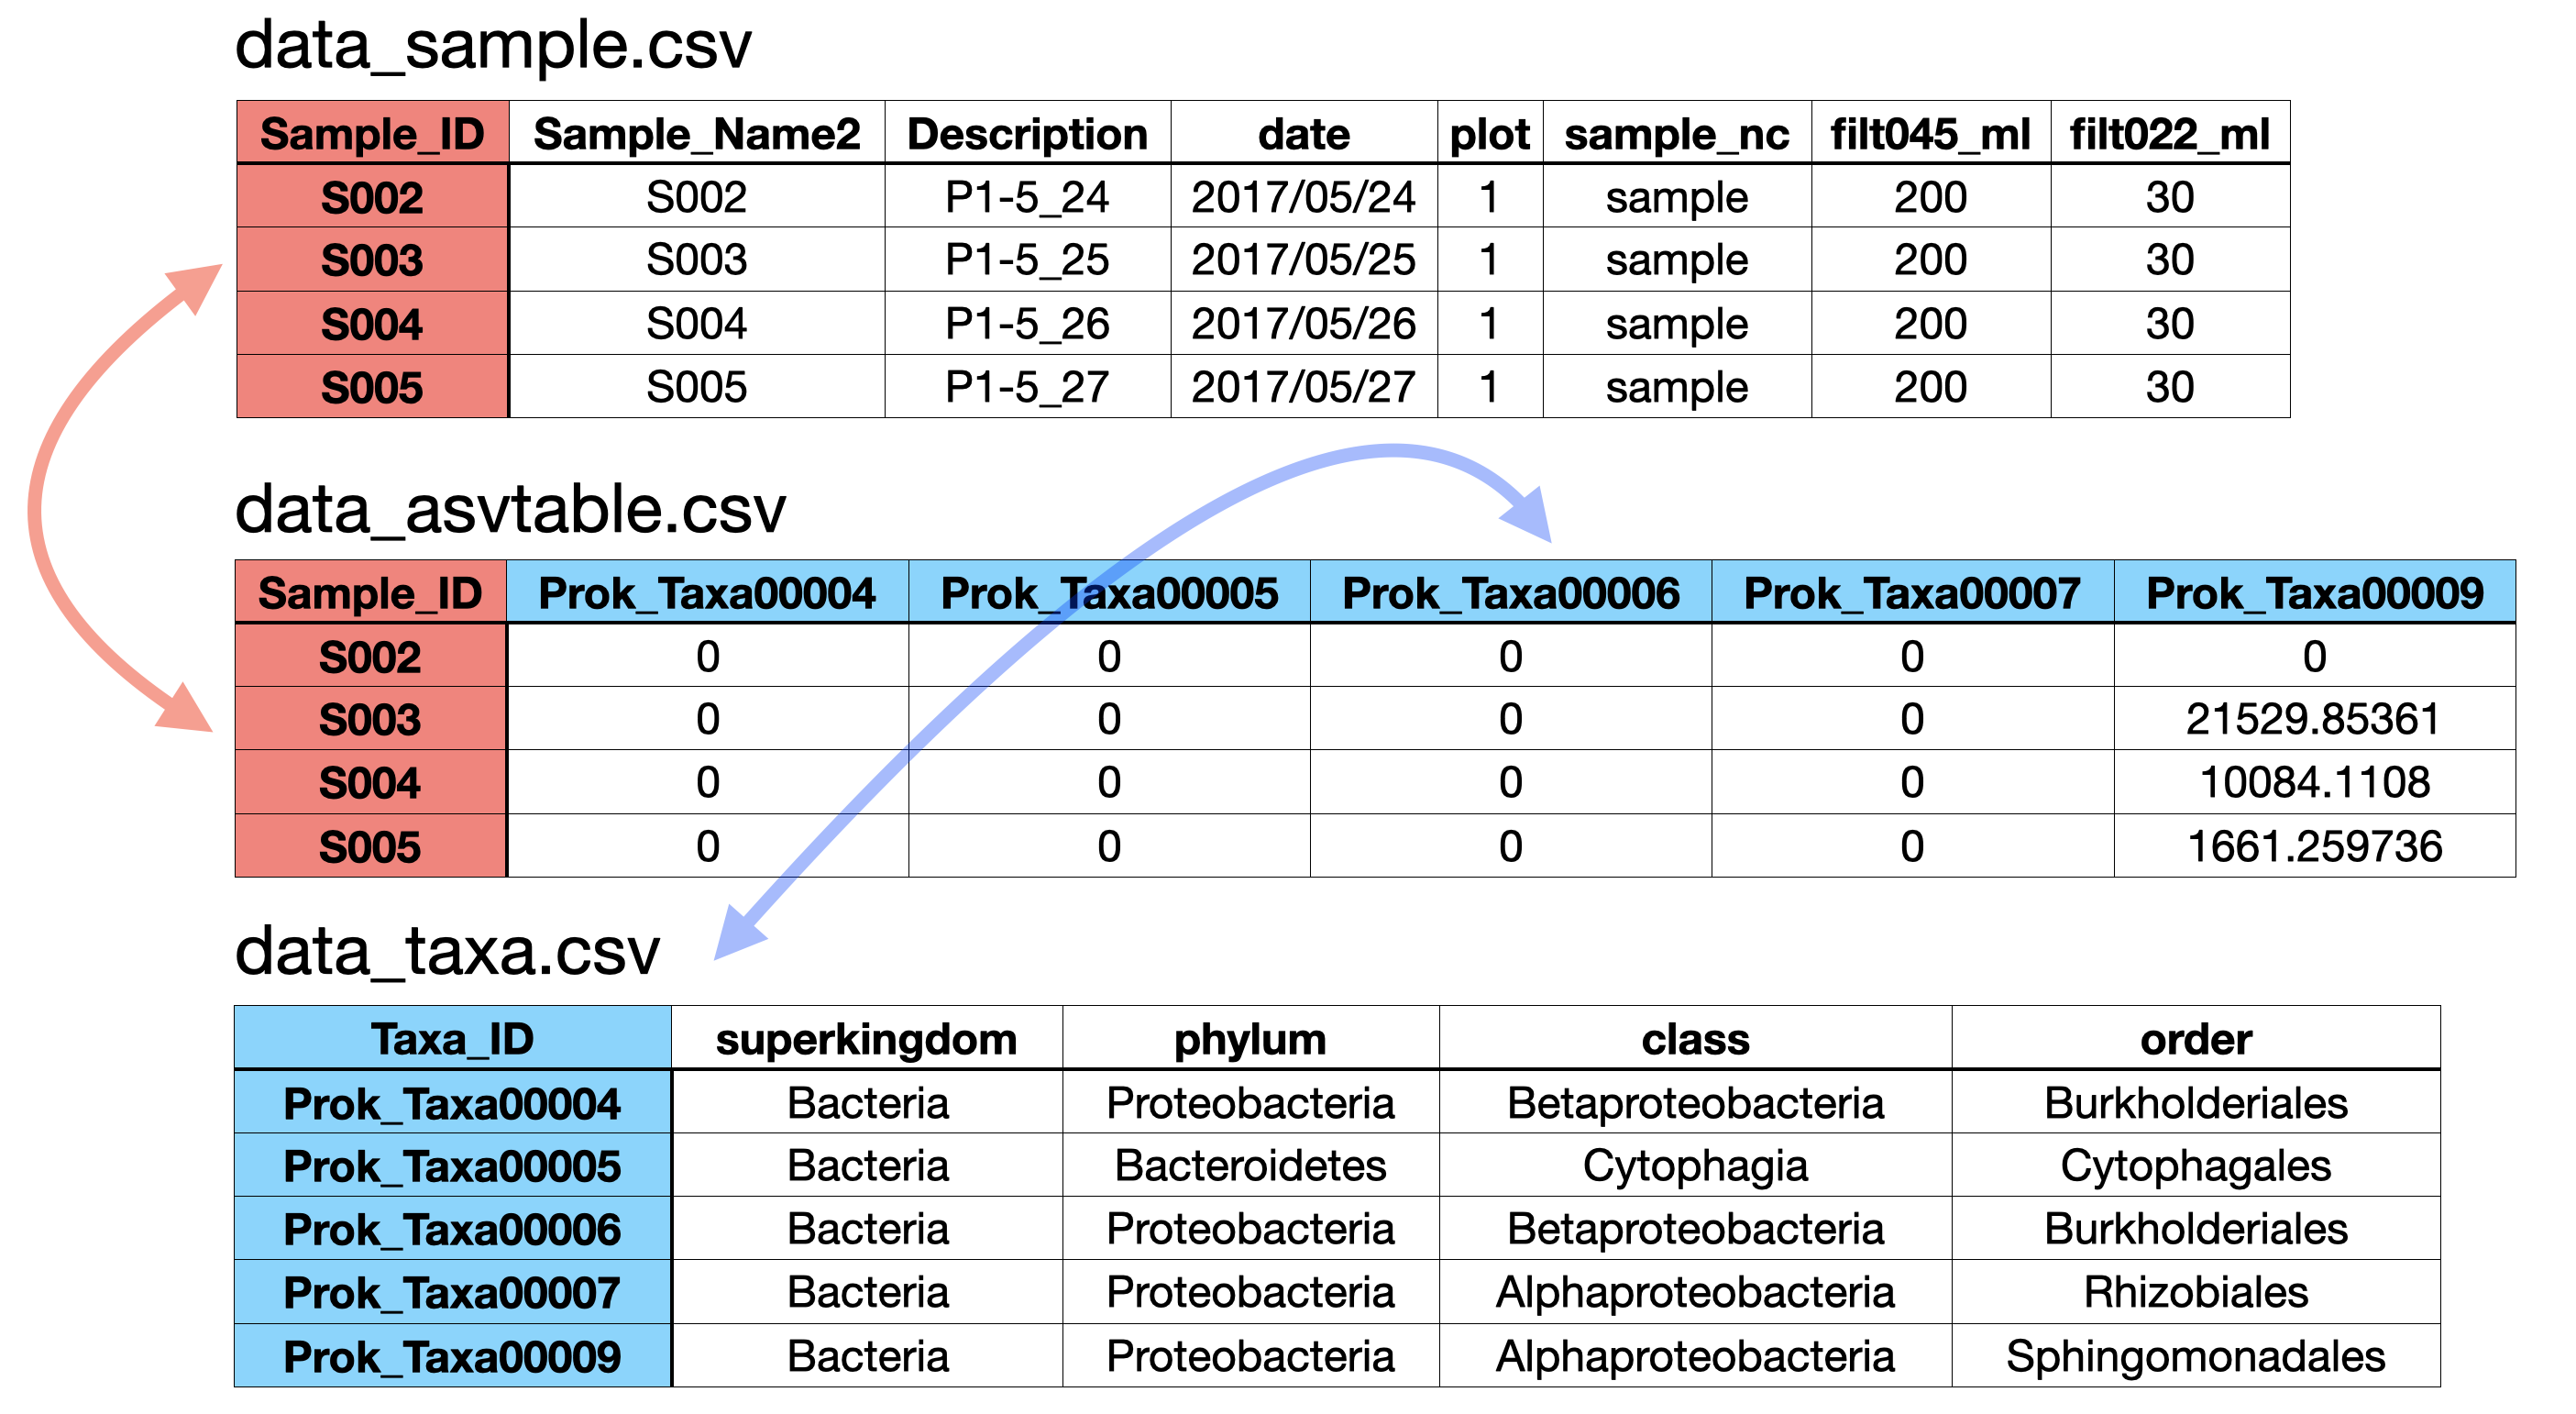 data_sample.csv
Sample_ID Sample_Name2 Description date plot sample_nc filt045_ml filt022_ml
S002 S002 P1-5_24 2017/05/24 1 sample 200 30
S003 S003 P1-5_25 2017/05/25 1 sample 200 30
S004 S004 P1-5_26 2017/05/26 1 sample 200 30
S005 S005 P1-5_27 2017/05/27 1 sample 200 30
data_asvtable.csv
Sample_ID Prok_Taxa00004 Prok_Taxa00005 Prok_Taxa00006 Prok_Taxa00007 Prok_Taxa00009
S002 0 0 0 0 0
S003 0 0 0 0 21529.85361
S004 0 0 0 0 10084.1108
S005 0 0 0 0 1661.259736
data_taxa.csv
Taxa_ID superkingdom phylum class order
Prok_Taxa00004 Bacteria Proteobacteria Betaproteobacteria Burkholderiales
Prok_Taxa00005 Bacteria Bacteroidetes Cytophagia Cytophagales
Prok_Taxa00006 Bacteria Proteobacteria Betaproteobacteria Burkholderiales
Prok_Taxa00007 Bacteria Proteobacteria Alphaproteobacteria Rhizobiales
Prok_Taxa00009 Bacteria Proteobacteria Alphaproteobacteria Sphingomonadales